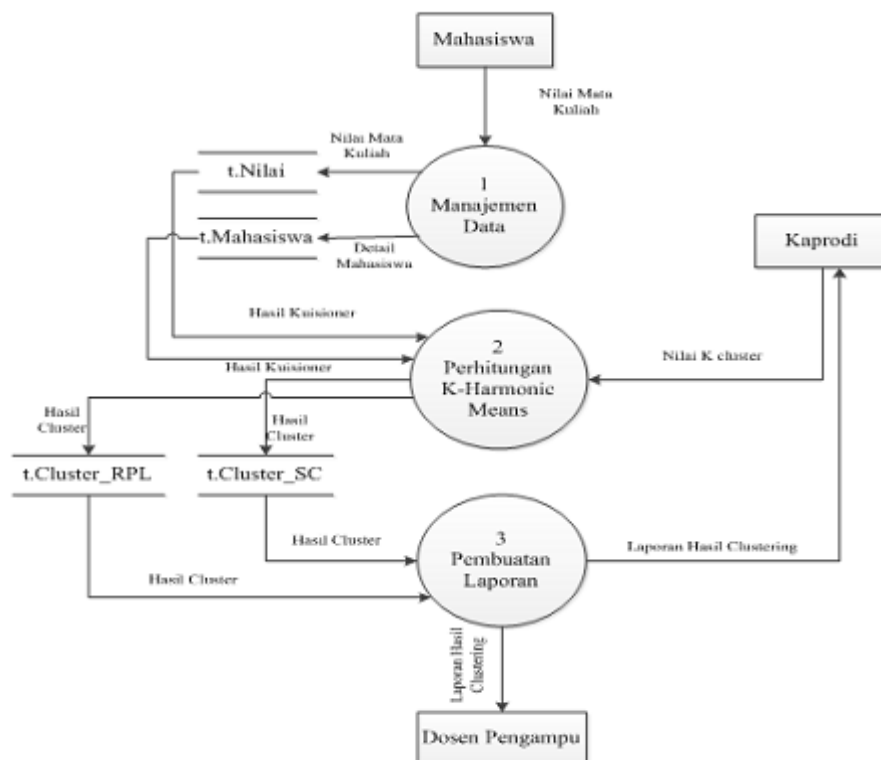 Mahasiswa
Nilai Mata
Kuliah
Nilai Mata
Kuliah
t.Nilai
1
Manajemen
Data
t.Mahasiswa
Detail
Mahasiswa
Kaprodi
Hasil Kuisioner
2
Perhitungan
K-Harmonic
Means
Nilai K cluster
Hasil Kuisioner
Hasil
Cluster
Hasil
Cluster
t.Cluster_RPL
t.Cluster_SC
3
Pembuatan
Laporan
Hasil Cluster
Laporan Hasil Clustering
Hasil Cluster
Laporan Hasil
Clustering
Dosen Pengampu